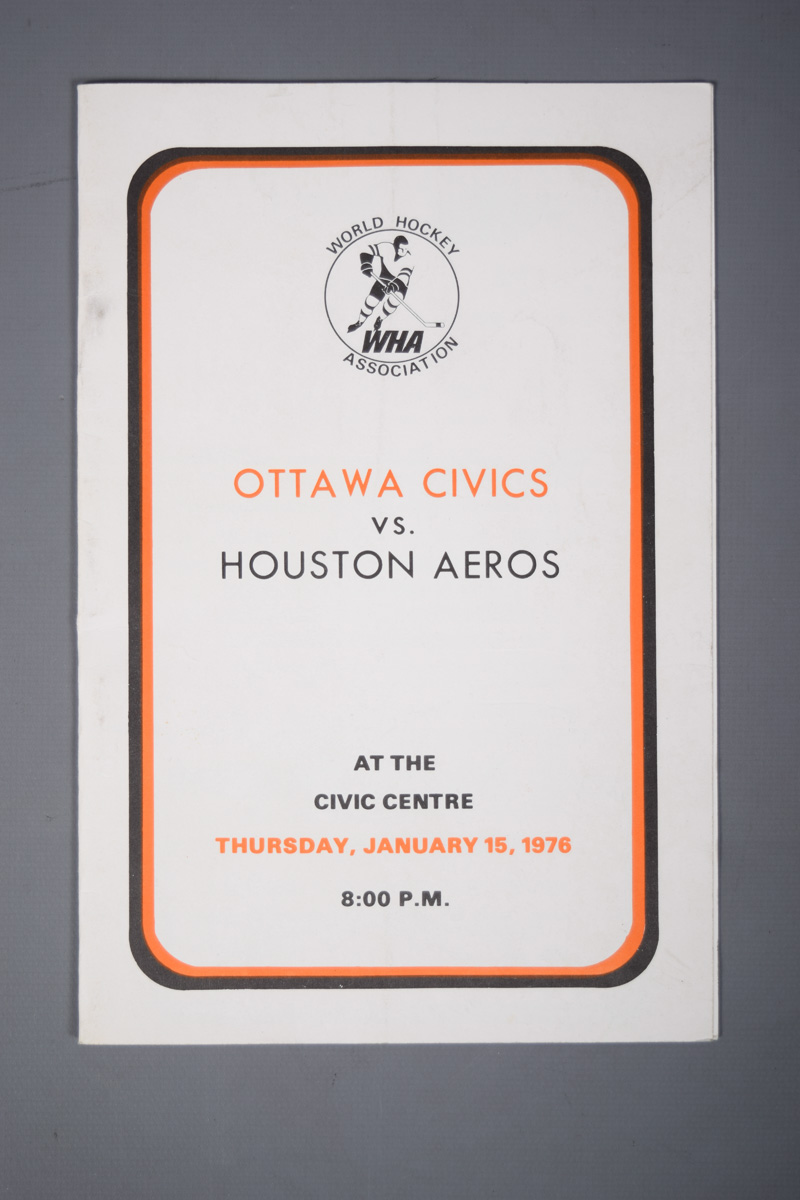 WORLD HOCKEY
WHA
ASSOCIATION
OTTAWA CIVICS
VS.
HOUSTON AEROS
AT THE
CIVIC CENTRE
THURSDAY, JANUARY 15, 1976
8:00 P.M.